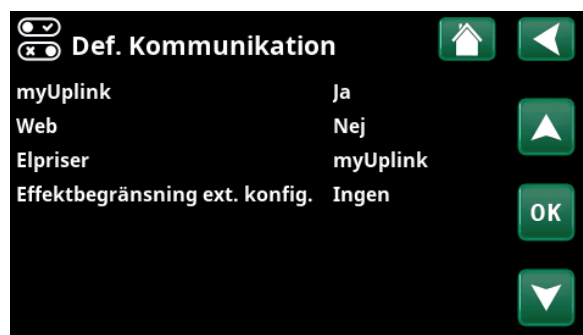 Def. Kommunikation
myUplink Ja
Web Nej
Elpriser myUplink
Effektbegränsning ext. konfig. Ingen
OK